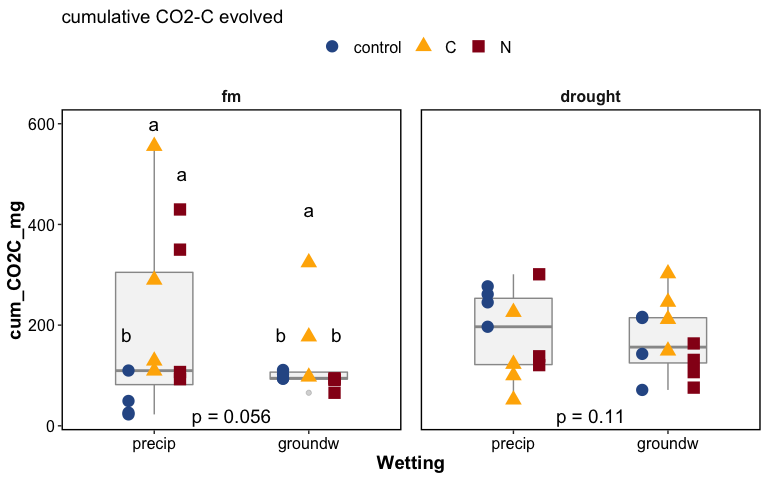 cumulative CO2-C evolved
control C N
fm drought
cum_CO2C_mg
600
400
200
0
a
a
a
b
b
b
p = 0.056
p = 0.11
precip groundw precip groundw
Wetting